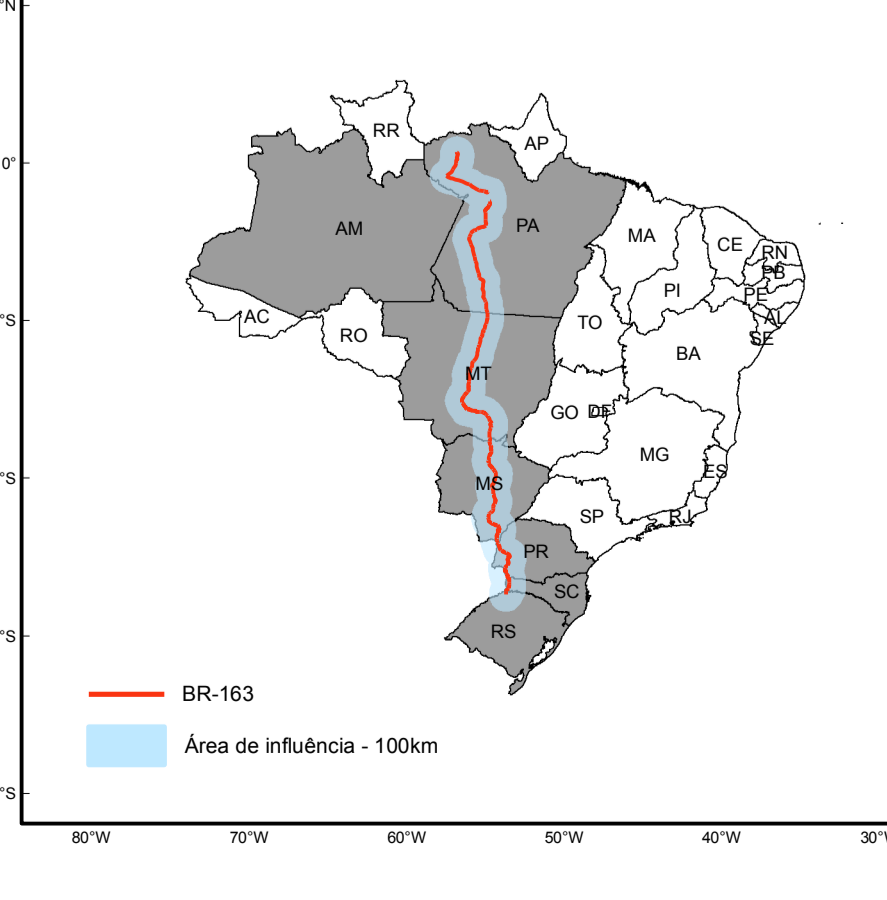 °N
RR
AP
0°
AM
PA
MA
CE
RN
PB
PI
PE
AC
°S
AL
TO
RO
SE
BA
MT
GO
DF
MG
ES
°S
MS
SP
RJ
PR
SC
RS
°S
BR-163
Área de influência - 100km
°S
80°W
70°W
60°W
50°W
40°W
30°W